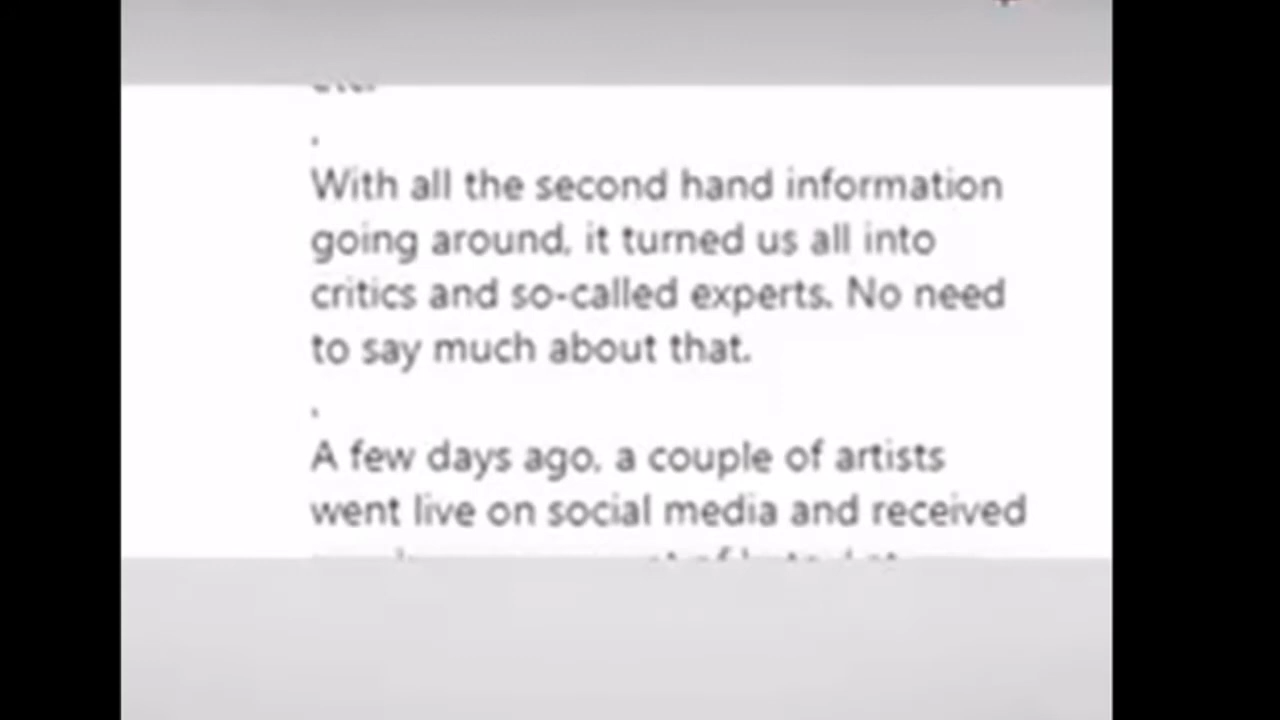 .
With all the second hand information
going around, it turned us all into
critics and so-called experts. No need
to say much about that.
.
A few days ago, a couple of artists
went live on social media and received